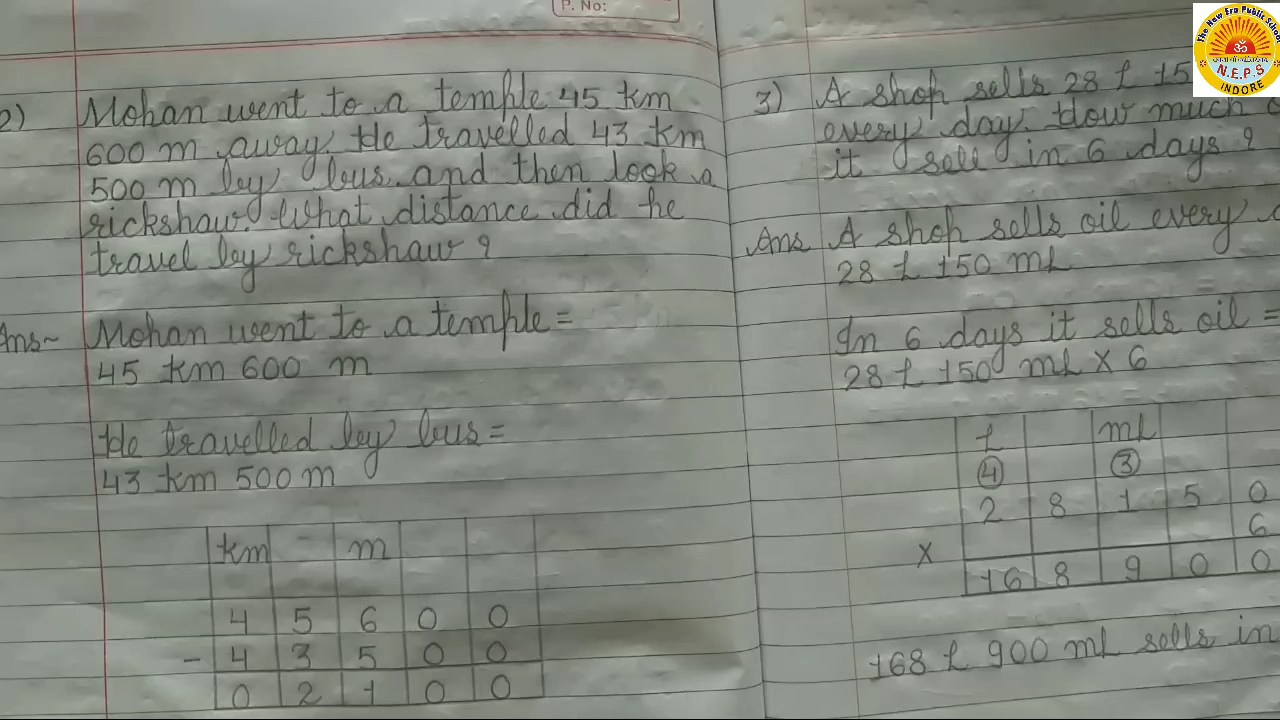 P. No:
2) Mohan went to a temple 45 km
600 m away. He travelled 43 km
500 m by bus and then look a
rickshaw. What distance did he
travel by rickshaw?
Ans~ Mohan went to a temple =
45 km 600 m
He travelled by bus =
43 km 500 m
km m
4 5 6 0 0
- 4 3 5 0 0
0 2 1 0 0
3) A shop sells 28 L 15
every day. How much
it sell in 6 days?
Ans A shop sells oil every
28 L 150 mL
In 6 days it sells oil =
28 L 150 mL x 6
L mL
4 3
2 8 1 5 0
x 6
16 8 9 0 0
168 L 900 mL sells in
The New Era Public School
ॐ
N.E.P.S
INDORE